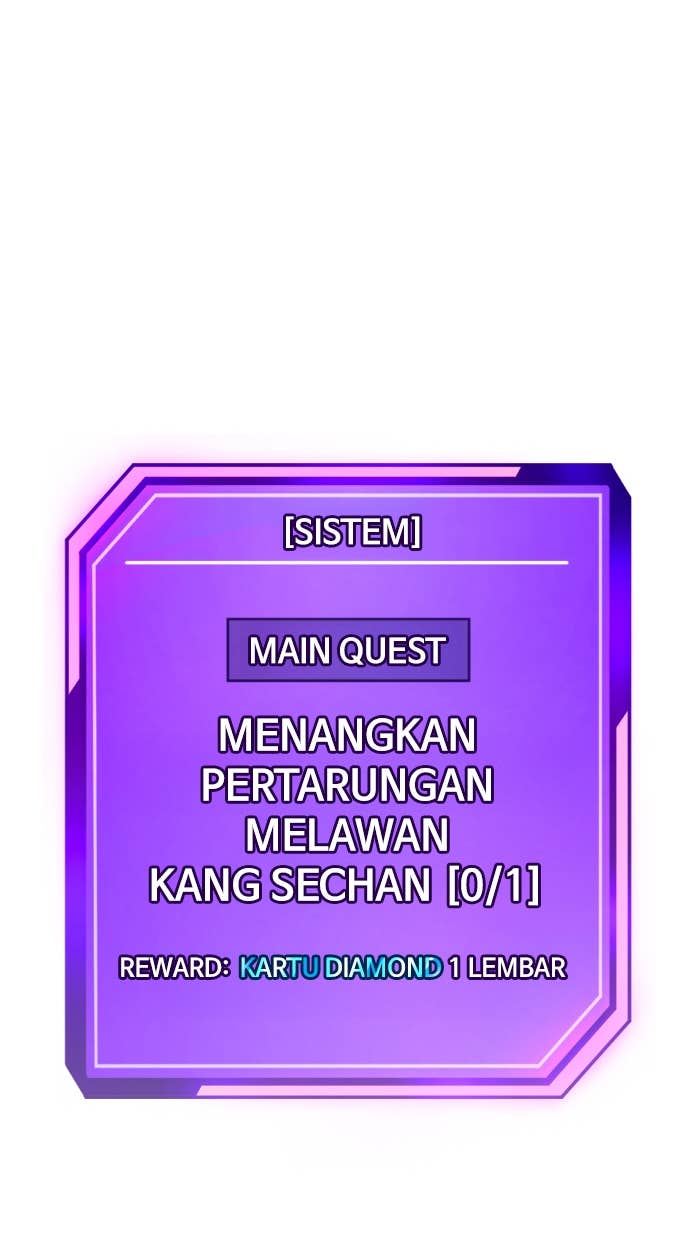 [SISTEM]
MAIN QUEST
MENANGKAN
PERTARUNGAN
MELAWAN
KANG SECHAN [0/1]
REWARD: KARTU DIAMOND 1 LEMBAR